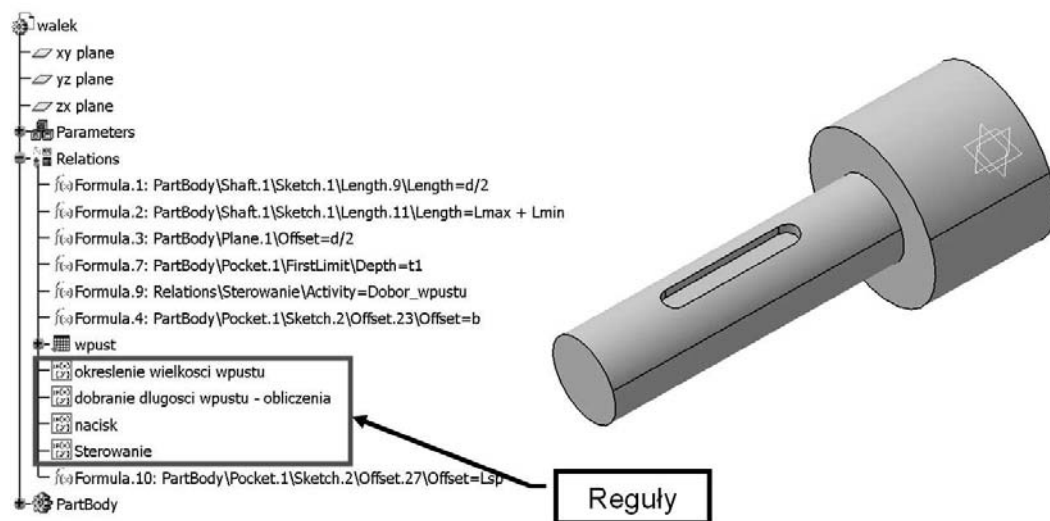 walek
xy plane
yz plane
zx plane
Parameters
Relations
f(x) Formula.1: PartBody\Shaft.1\Sketch.1\Length.9\Length=d/2
f(x) Formula.2: PartBody\Shaft.1\Sketch.1\Length.11\Length=Lmax + Lmin
f(x) Formula.3: PartBody\Plane.1\Offset=d/2
f(x) Formula.7: PartBody\Pocket.1\FirstLimit\Depth=t1
f(x) Formula.9: Relations\Sterowanie\Activity=Dobor_wpustu
f(x) Formula.4: PartBody\Pocket.1\Sketch.2\Offset.23\Offset=b
wpust
okreslenie wielkosci wpustu
dobranie dlugosci wpustu - obliczenia
nacisk
Sterowanie
f(x) Formula.10: PartBody\Pocket.1\Sketch.2\Offset.27\Offset=Lsp
PartBody
Reguły